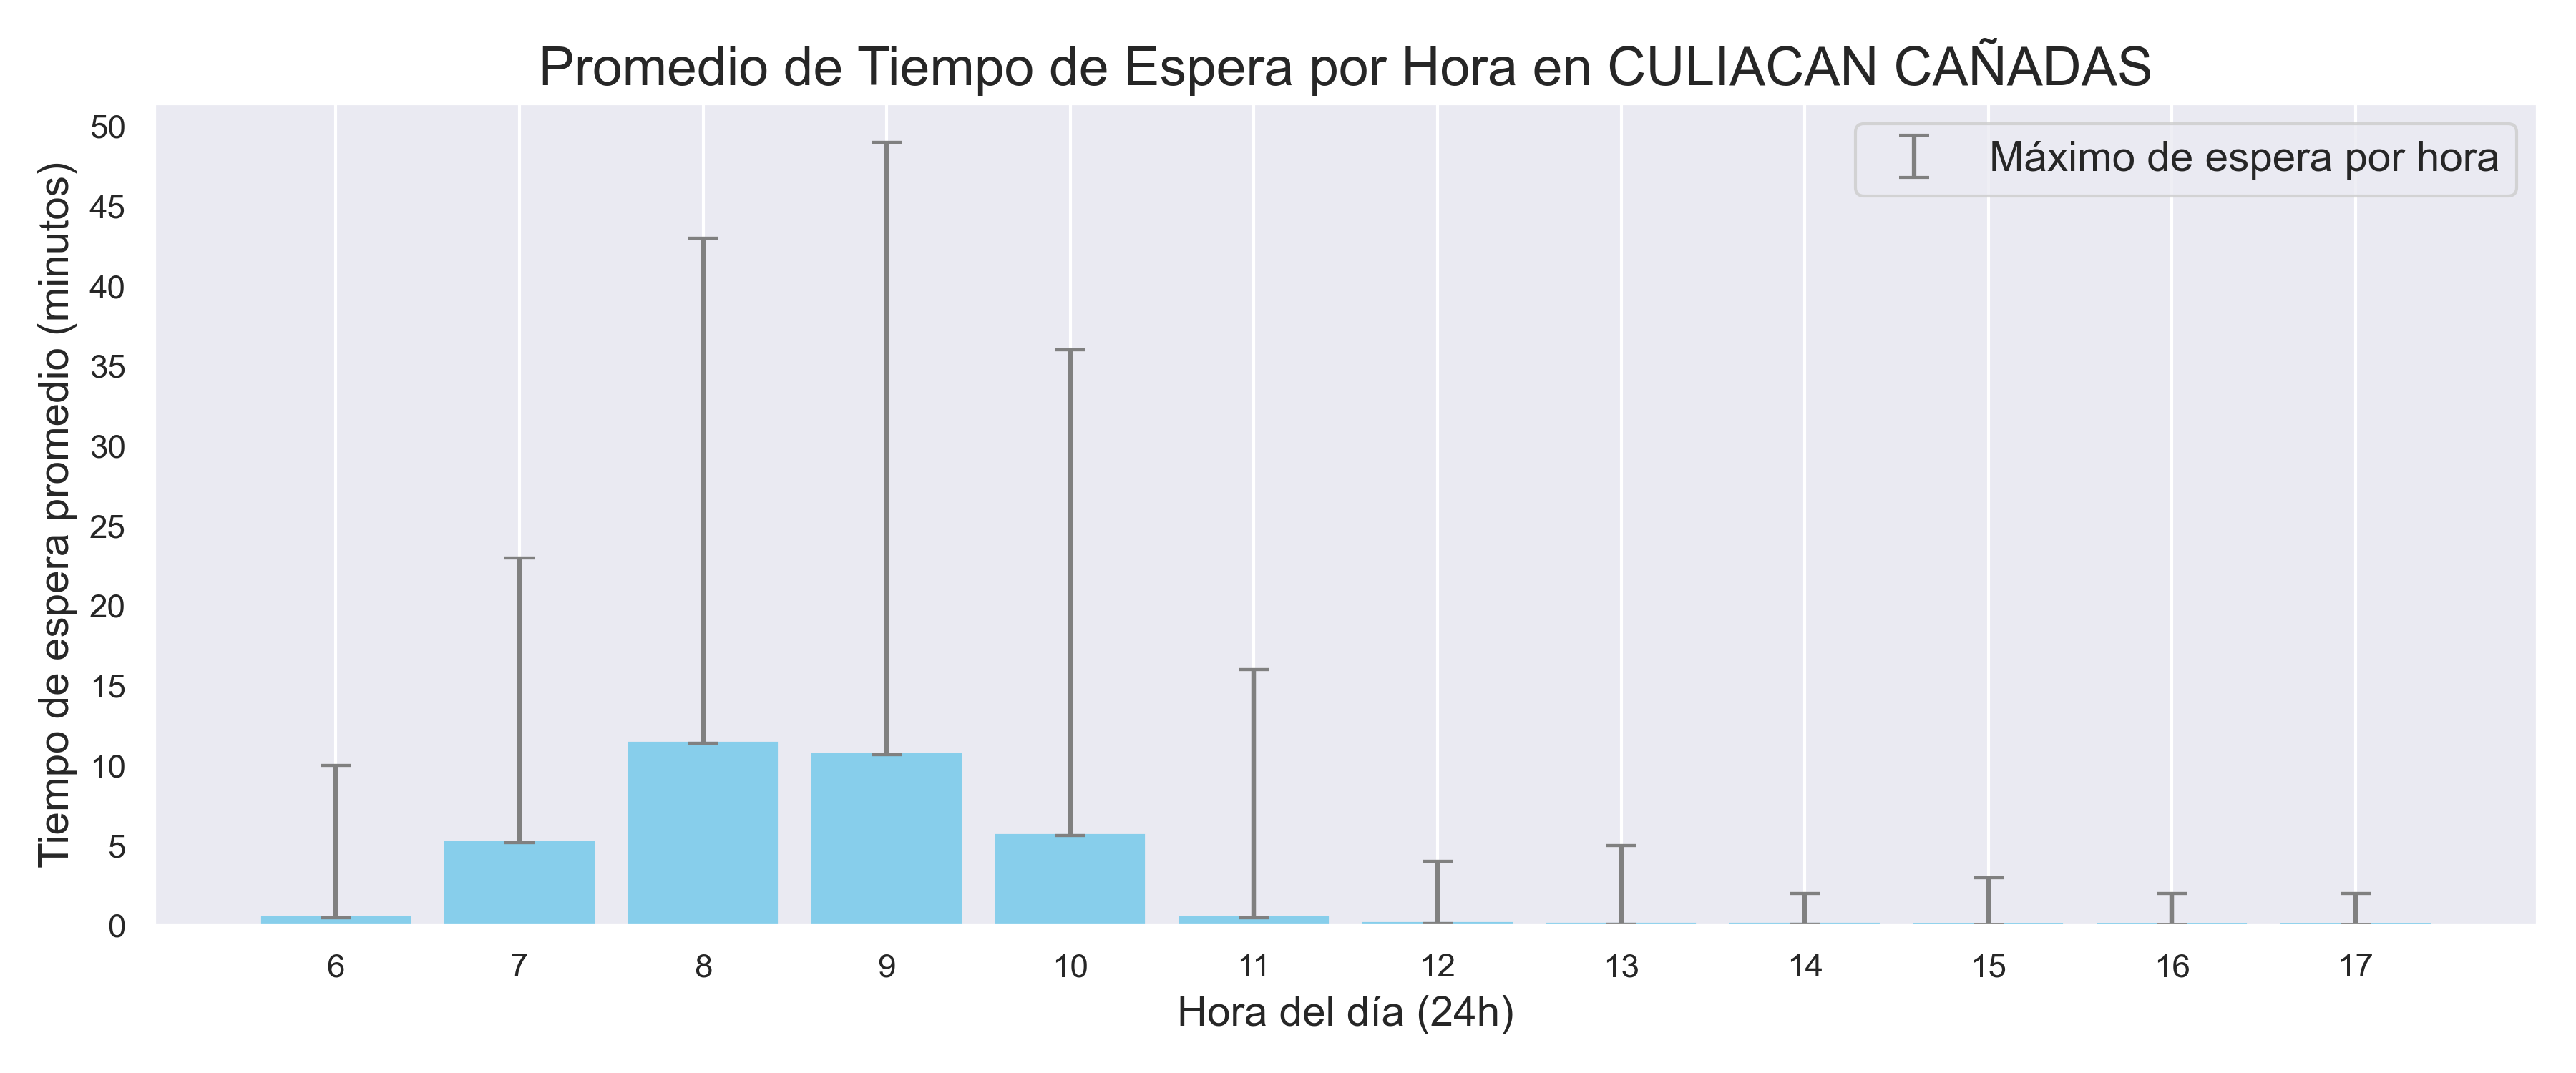 Promedio de Tiempo de Espera por Hora en CULIACAN CAÑADAS
Máximo de espera por hora
Tiempo de espera promedio (minutos)
50
45
40
35
30
25
20
15
10
5
0
6 7 8 9 10 11 12 13 14 15 16 17
Hora del día (24h)